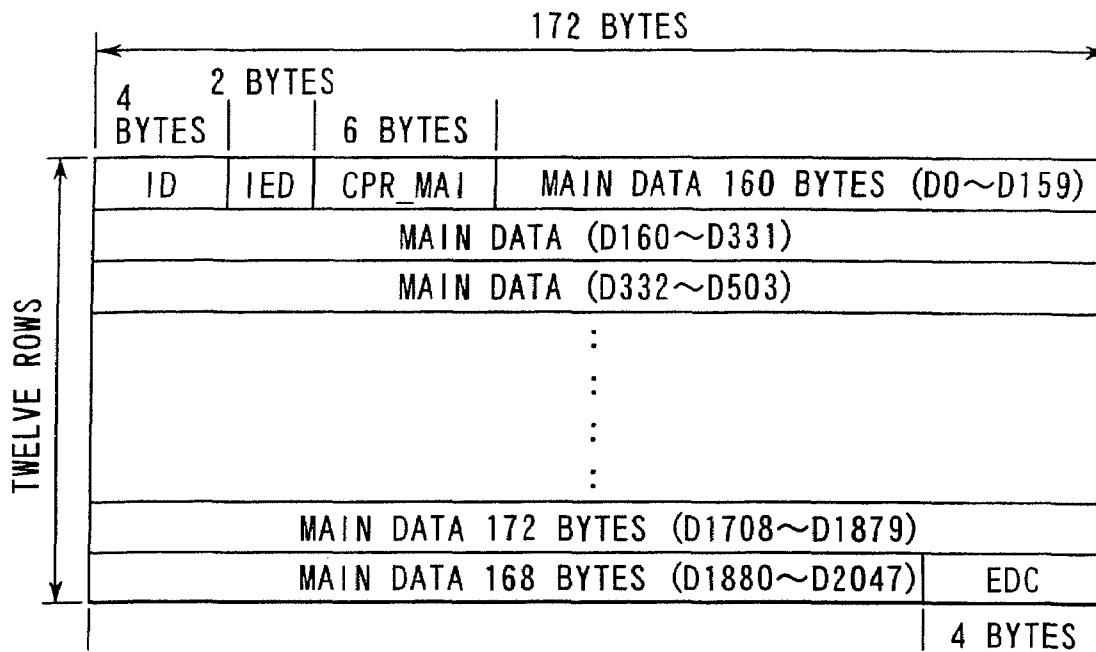 172 BYTES
2 BYTES
4
BYTES
6 BYTES
ID IED CPR_MAI MAIN DATA 160 BYTES (D0～D159)
MAIN DATA (D160～D331)
MAIN DATA (D332～D503)
TWELVE ROWS
MAIN DATA 172 BYTES (D1708～D1879)
MAIN DATA 168 BYTES (D1880～D2047) EDC
4 BYTES